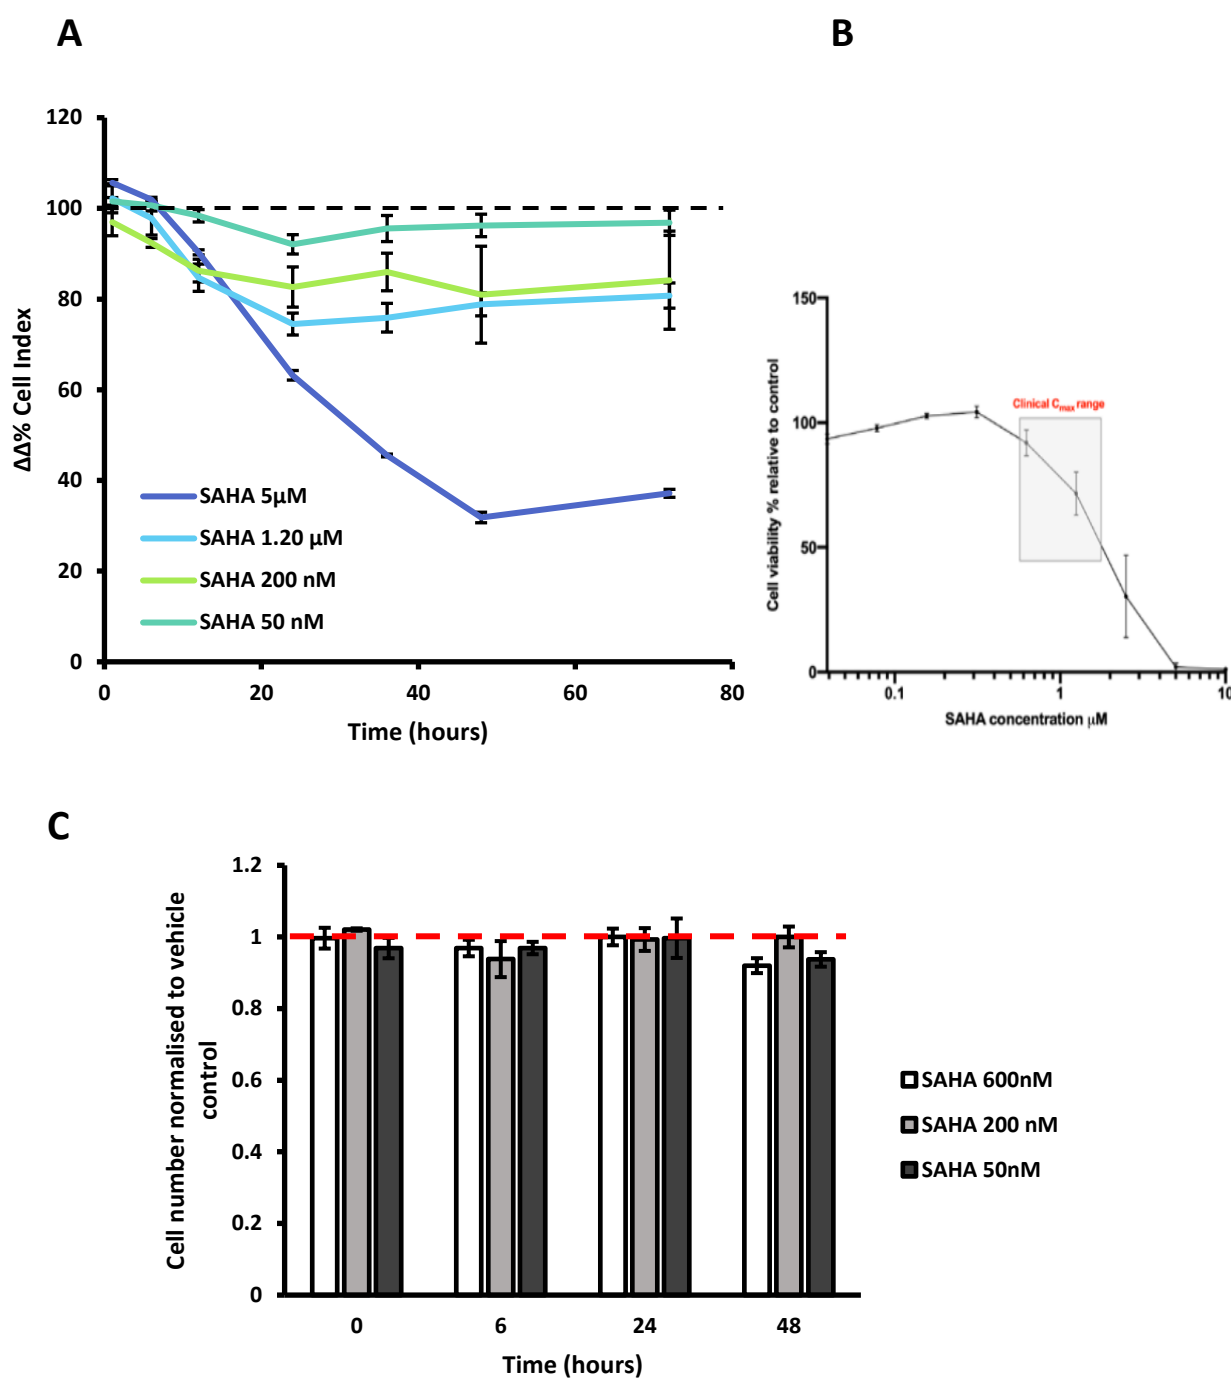 A
B
120
100
80
60
40
20
0
ΔΔ% Cell Index
SAHA 5µM
SAHA 1.20 µM
SAHA 200 nM
SAHA 50 nM
0
20
40
60
80
Time (hours)
150
100
50
0
Cell viability % relative to control
Clinical Cmax range
0.1
1
10
SAHA concentration µM
C
1.2
1
0.8
0.6
0.4
0.2
0
Cell number normalised to vehicle
control
0
6
24
48
Time (hours)
SAHA 600nM
SAHA 200 nM
SAHA 50nM